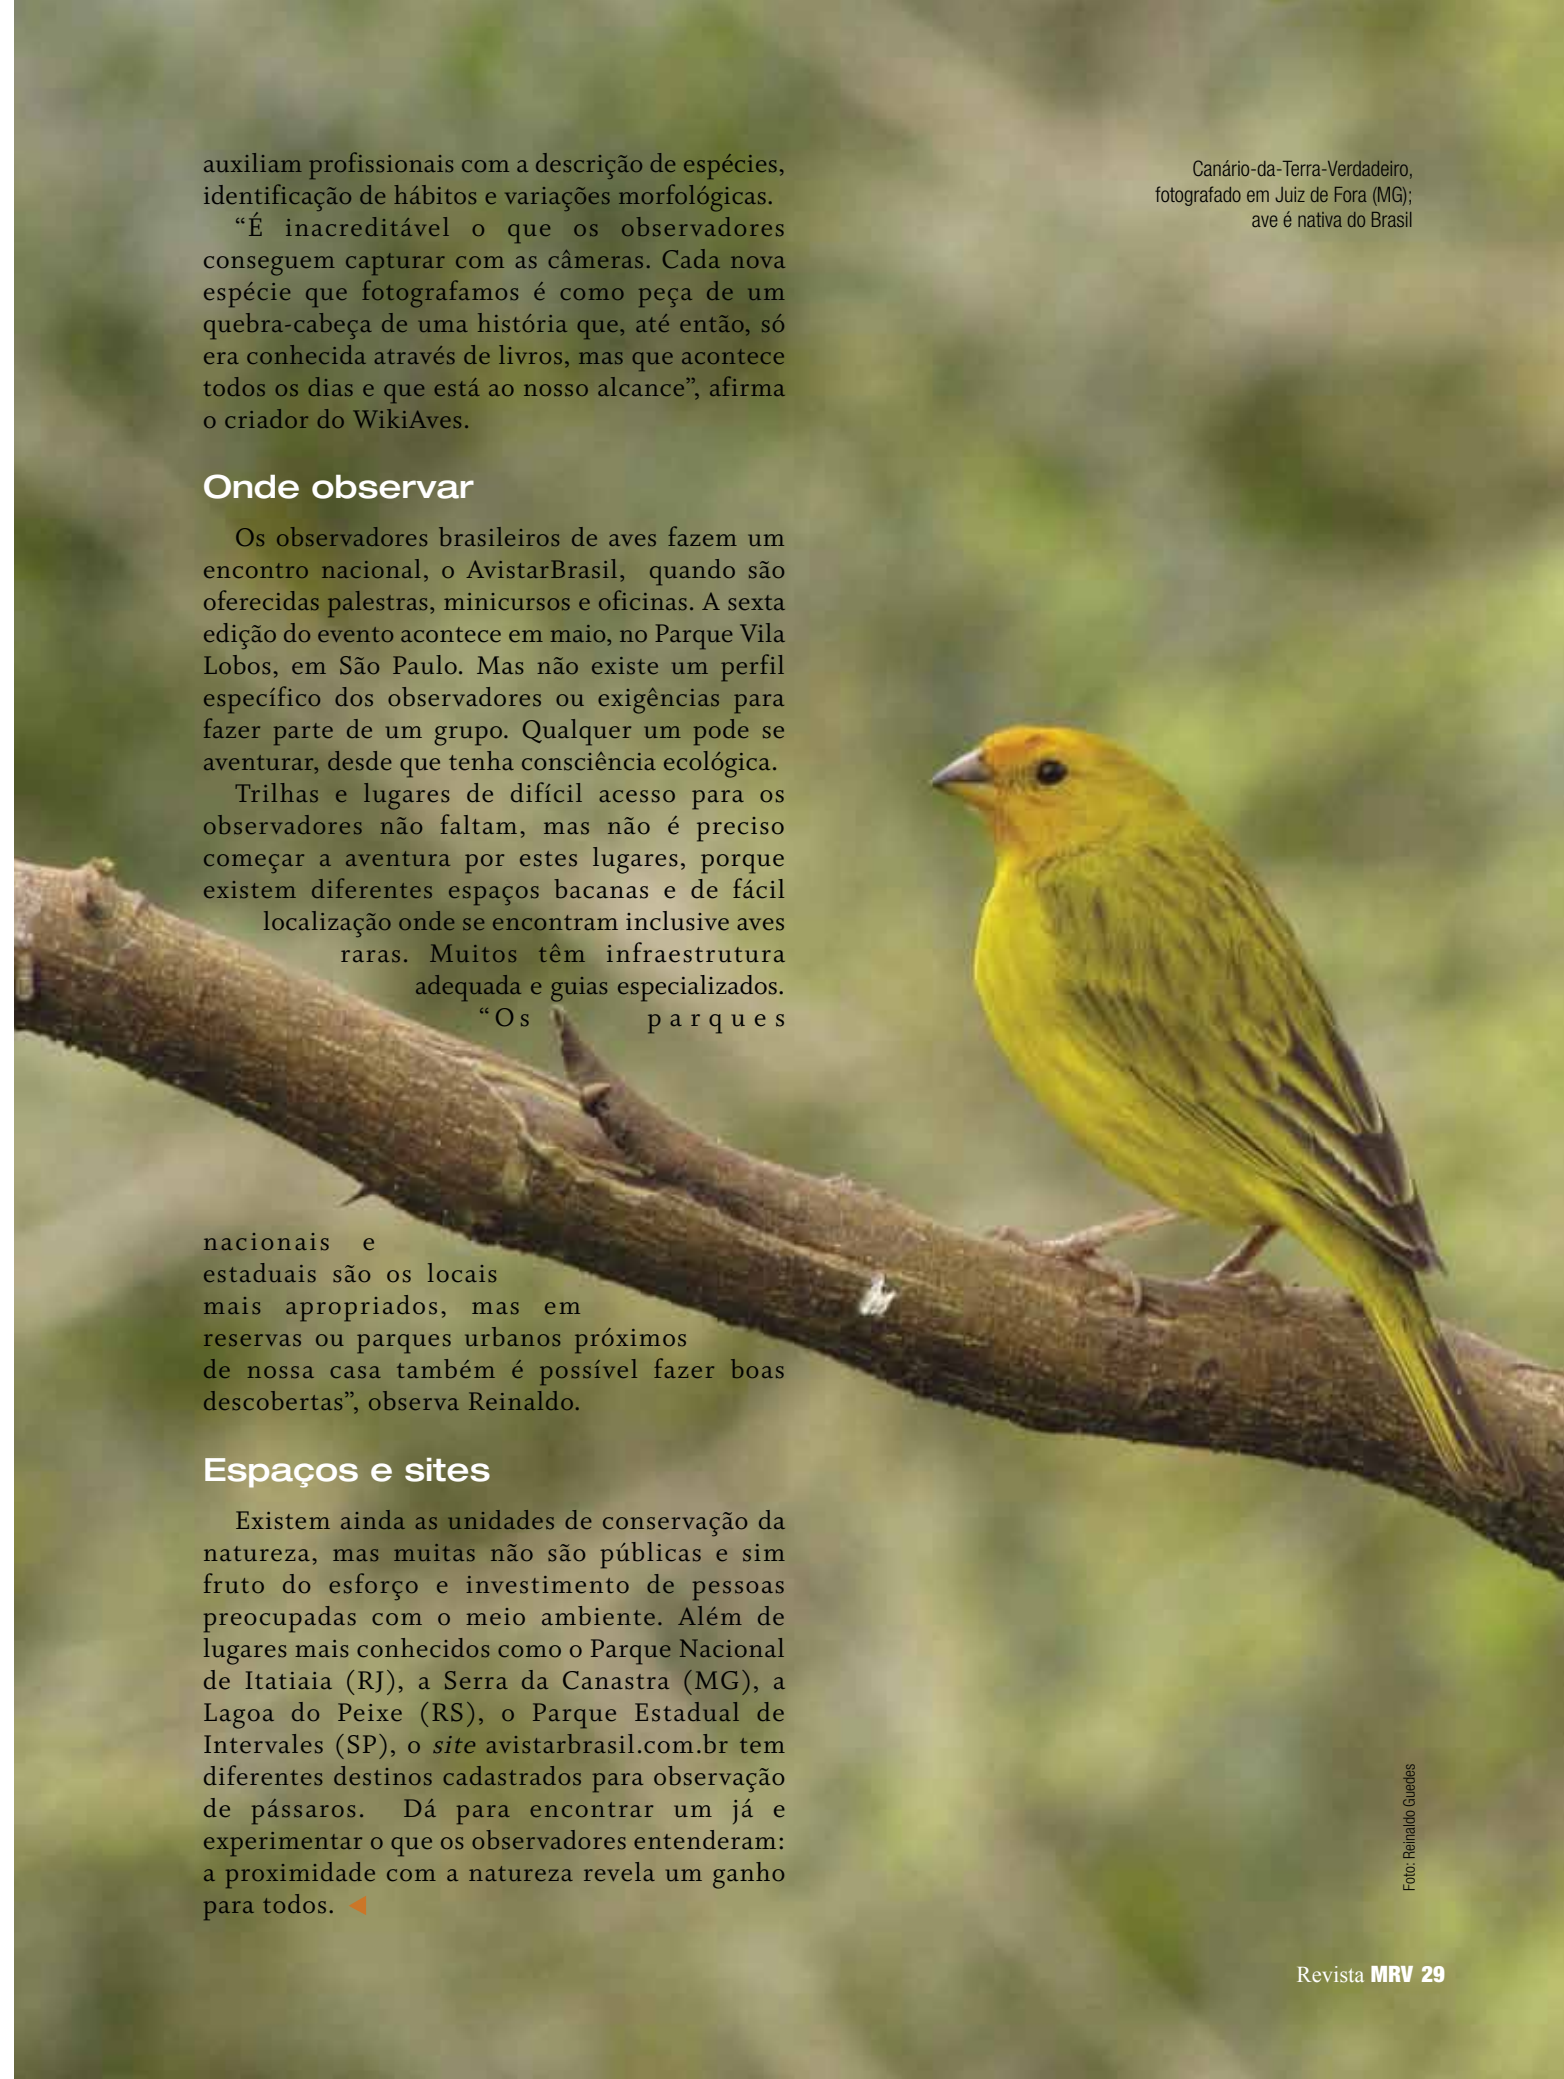 auxiliam profissionais com a descrição de espécies,
identificação de hábitos e variações morfológicas.
“É inacreditável o que os observadores
conseguem capturar com as câmeras. Cada nova
espécie que fotografamos é como peça de um
quebra-cabeça de uma história que, até então, só
era conhecida através de livros, mas que acontece
todos os dias e que está ao nosso alcance”, afirma
o criador do WikiAves.
Onde observar
Os observadores brasileiros de aves fazem um
encontro nacional, o AvistarBrasil, quando são
oferecidas palestras, minicursos e oficinas. A sexta
edição do evento acontece em maio, no Parque Vila
Lobos, em São Paulo. Mas não existe um perfil
específico dos observadores ou exigências para
fazer parte de um grupo. Qualquer um pode se
aventurar, desde que tenha consciência ecológica.
Trilhas e lugares de difícil acesso para os
observadores não faltam, mas não é preciso
começar a aventura por estes lugares, porque
existem diferentes espaços bacanas e de fácil
localização onde se encontram inclusive aves
raras. Muitos têm infraestrutura
adequada e guias especializados.
“Os parques
nacionais e
estaduais são os locais
mais apropriados, mas em
reservas ou parques urbanos próximos
de nossa casa também é possível fazer boas
descobertas”, observa Reinaldo.
Espaços e sites
Existem ainda as unidades de conservação da
natureza, mas muitas não são públicas e sim
fruto do esforço e investimento de pessoas
preocupadas com o meio ambiente. Além de
lugares mais conhecidos como o Parque Nacional
de Itatiaia (RJ), a Serra da Canastra (MG), a
Lagoa do Peixe (RS), o Parque Estadual de
Intervales (SP), o site avistarbrasil.com.br tem
diferentes destinos cadastrados para observação
de pássaros. Dá para encontrar um já e
experimentar o que os observadores entenderam:
a proximidade com a natureza revela um ganho
para todos.
Canário-da-Terra-Verdadeiro,
fotografado em Juiz de Fora (MG);
ave é nativa do Brasil
Foto: Reinaldo Guedes
Revista MRV 29